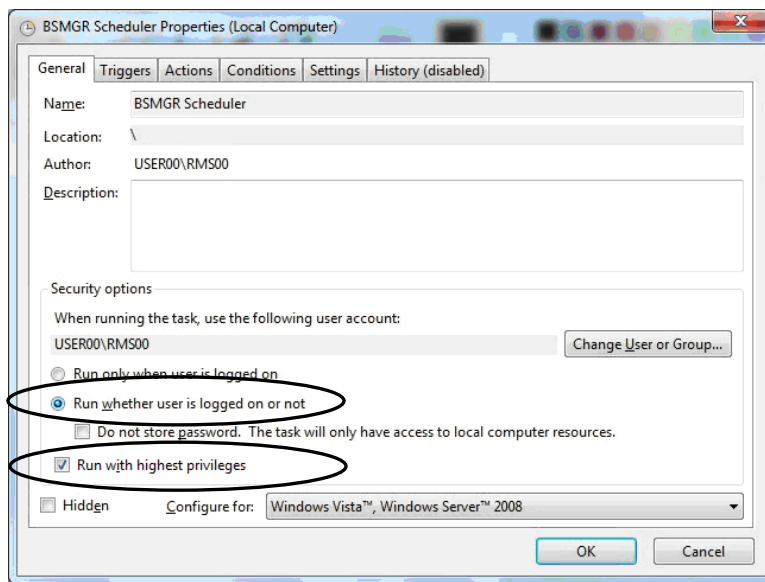 BSMGR Scheduler Properties (Local Computer)
General Triggers Actions Conditions Settings History (disabled)
Name: BSMGR Scheduler
Location: \
Author: USER00\RMS00
Description:
Security options
When running the task, use the following user account:
USER00\RMS00 Change User or Group...
Run only when user is logged on
Run whether user is logged on or not
Do not store password. The task will only have access to local computer resources.
Run with highest privileges
Hidden Configure for: Windows Vista™, Windows Server™ 2008
OK Cancel